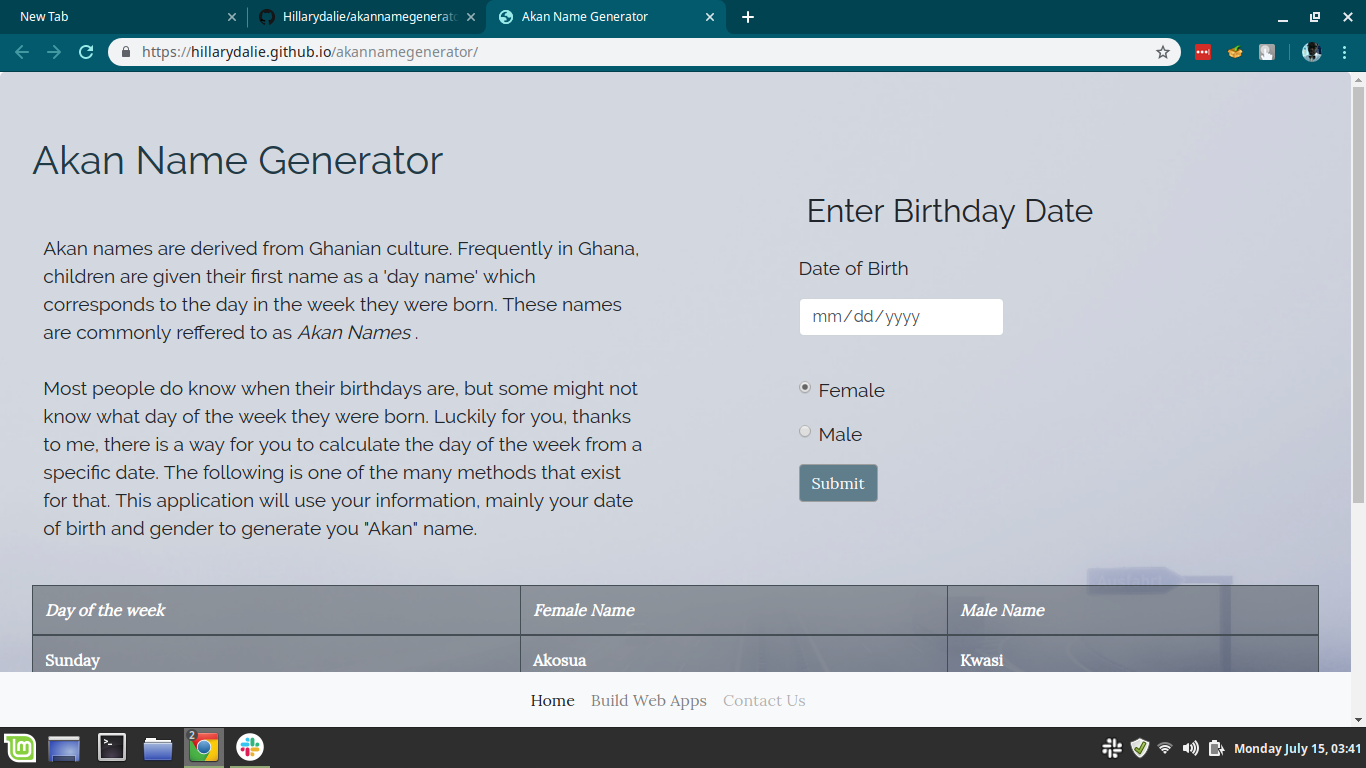 New Tab
Hillarydalie/akannamegenerato
Akan Name Generator
https://hillarydalie.github.io/akannamegenerator/
Akan Name Generator
Enter Birthday Date
Akan names are derived from Ghanian culture. Frequently in Ghana,
children are given their first name as a 'day name' which
corresponds to the day in the week they were born. These names
are commonly reffered to as Akan Names .
Most people do know when their birthdays are, but some might not
know what day of the week they were born. Luckily for you, thanks
to me, there is a way for you to calculate the day of the week from a
specific date. The following is one of the many methods that exist
for that. This application will use your information, mainly your date
of birth and gender to generate you "Akan" name.
Date of Birth
mm/dd/yyyy
Female
Male
Submit
Day of the week Female Name Male Name
Sunday Akosua Kwasi
Home Build Web Apps Contact Us
2
Monday July 15, 03:41